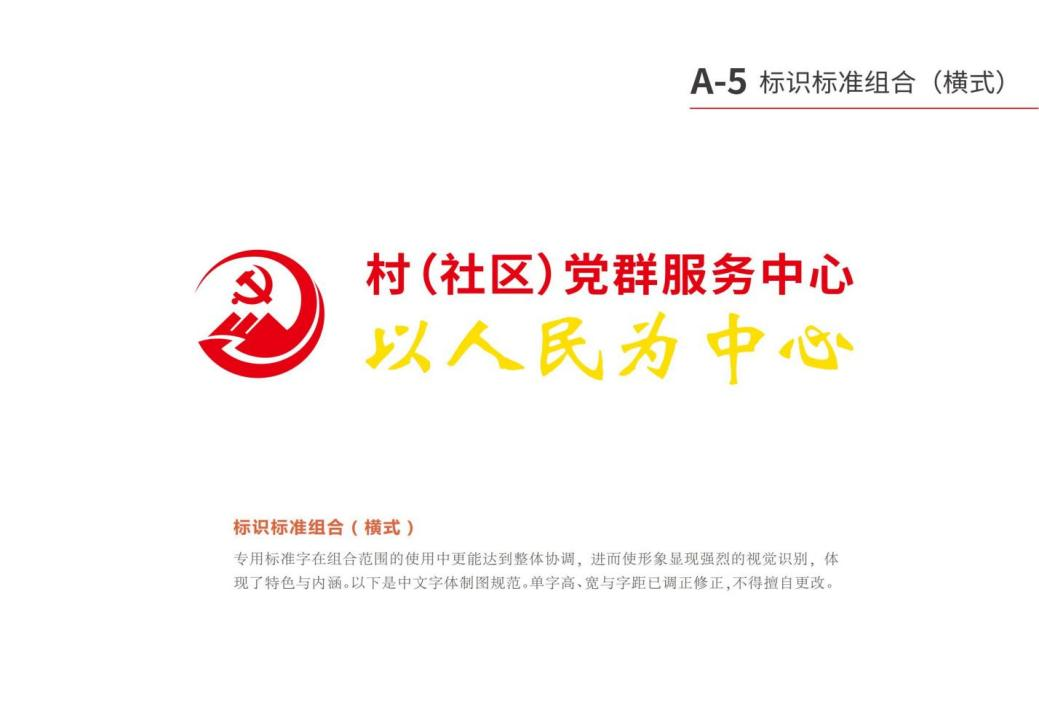 A-5 标识标准组合（横式）
村（社区）党群服务中心
以人民为中心
标识标准组合（横式）
专用标准字在组合范围的使用中更能达到整体协调，进而使形象显现强烈的视觉识别，体
现了特色与内涵。以下是中文字体制图规范。单字高、宽与字距已调正修正，不得擅自更改。